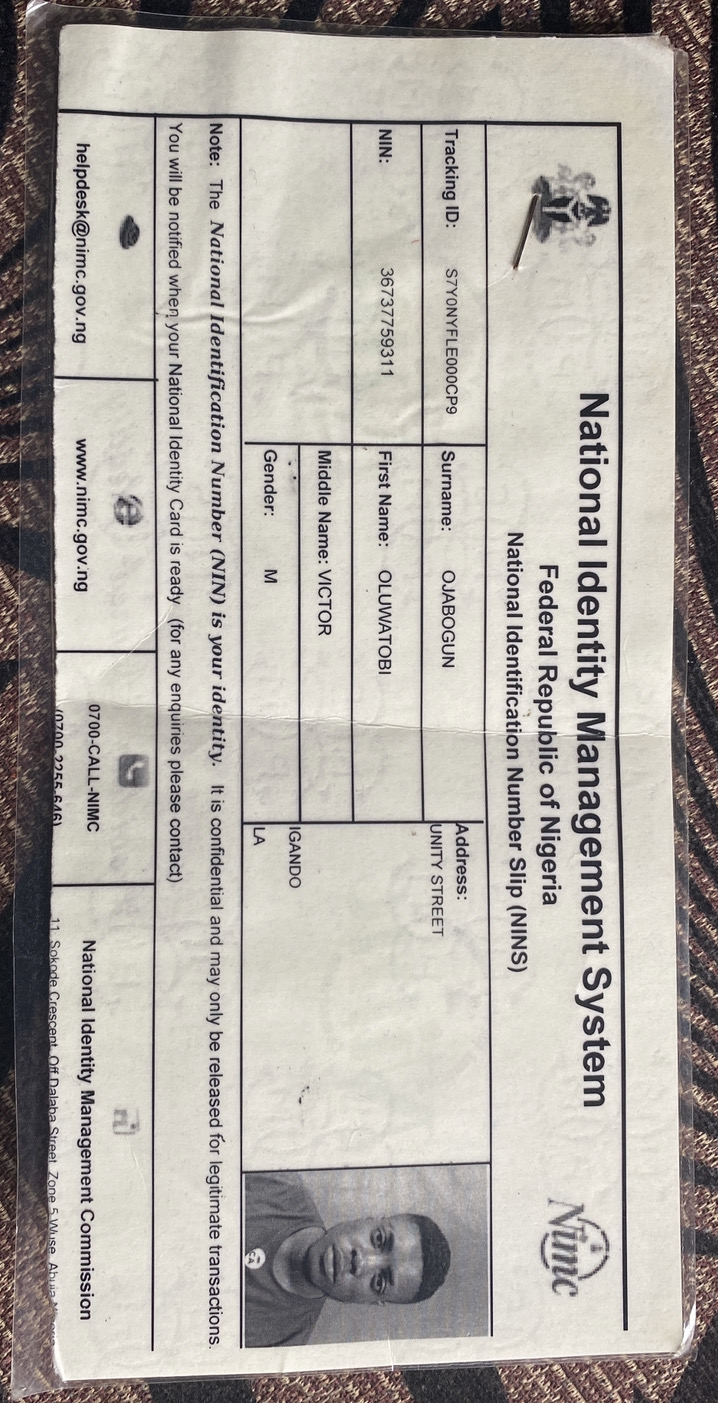 National Identity Management System
Federal Republic of Nigeria
National Identification Number Slip (NINS)
Nimc
Tracking ID: S7Y0NYFLE000CP9
Surname: OJABOGUN
Address:
UNITY STREET
NIN: 36737759311
First Name: OLUWATOBI
Middle Name: VICTOR
IGANDO
Gender: M
LA
Note: The National Identification Number (NIN) is your identity. It is confidential and may only be released for legitimate transactions.
You will be notified when your National Identity Card is ready (for any enquiries please contact)
helpdesk@nimc.gov.ng
www.nimc.gov.ng
0700-CALL-NIMC
(0700-2255-646)
National Identity Management Commission
11, Sokode Crescent, Off Dalaba Street, Zone 5 Wuse, Abuja